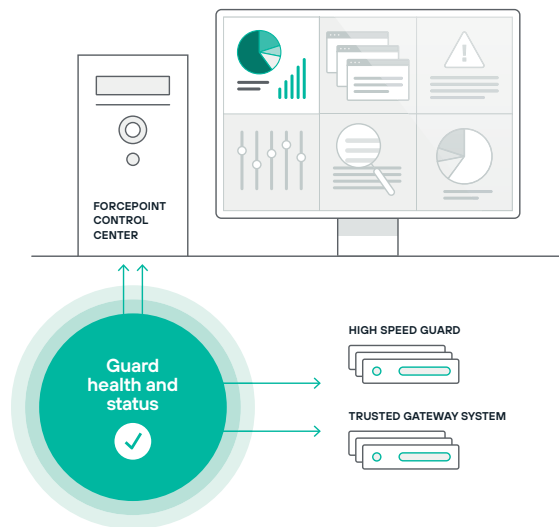 FORCEPOINT
CONTROL
CENTER
Guard
health and
status
HIGH SPEED GUARD
TRUSTED GATEWAY SYSTEM